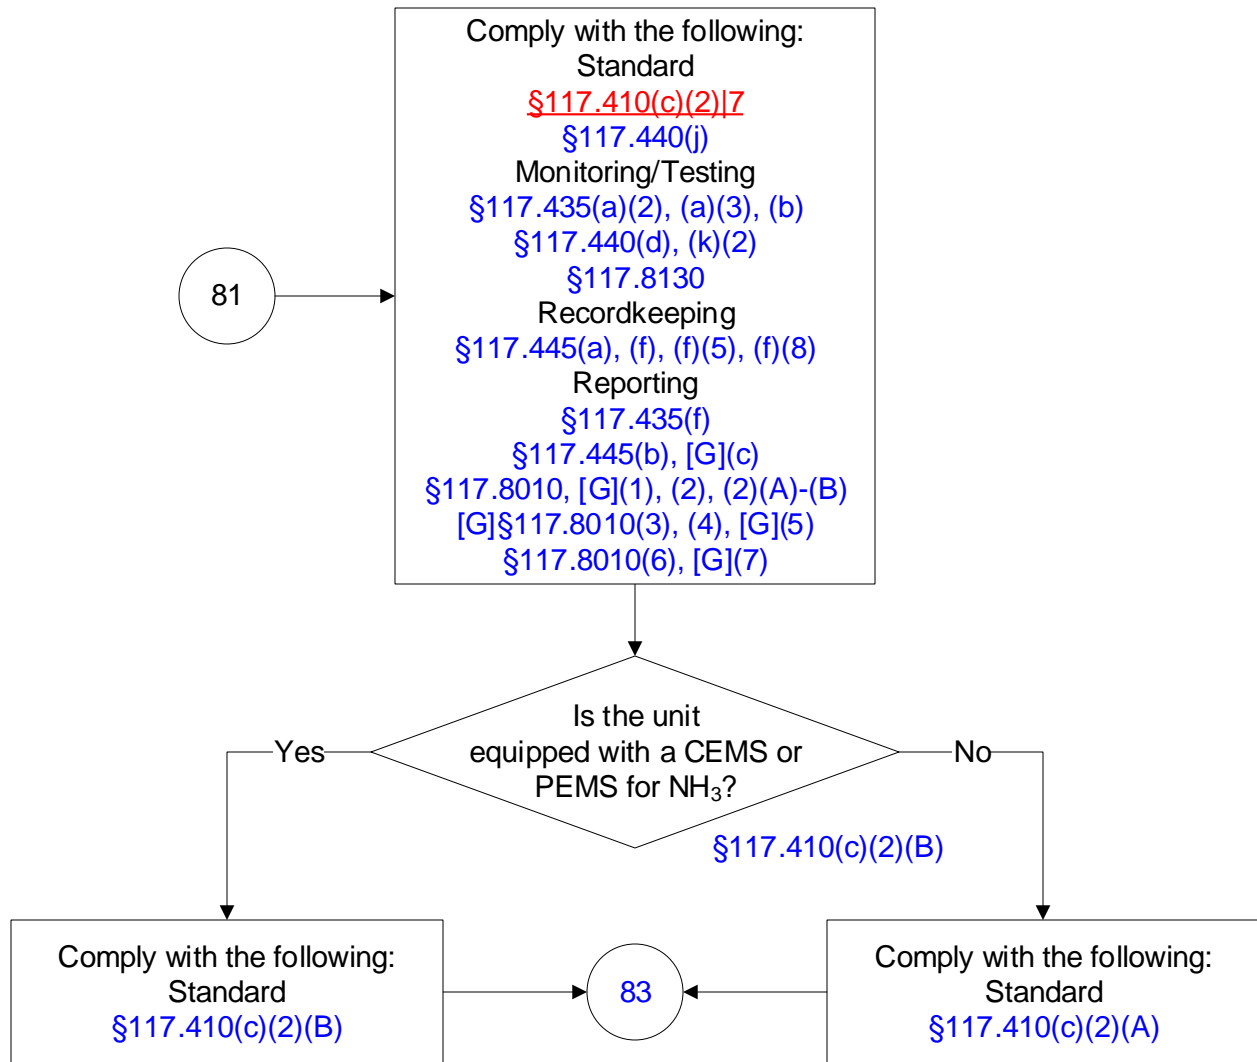 Comply with the following:
Standard
§117.410(c)(2)|7
§117.440(j)
Monitoring/Testing
§117.435(a)(2), (a)(3), (b)
§117.440(d), (k)(2)
§117.8130
Recordkeeping
§117.445(a), (f), (f)(5), (f)(8)
Reporting
§117.435(f)
§117.445(b), [G](c)
§117.8010, [G](1), (2), (2)(A)-(B)
[G]§117.8010(3), (4), [G](5)
§117.8010(6), [G](7)
81
Is the unit
equipped with a CEMS or
PEMS for NH₃?
Yes
No
§117.410(c)(2)(B)
Comply with the following:
Standard
§117.410(c)(2)(B)
83
Comply with the following:
Standard
§117.410(c)(2)(A)